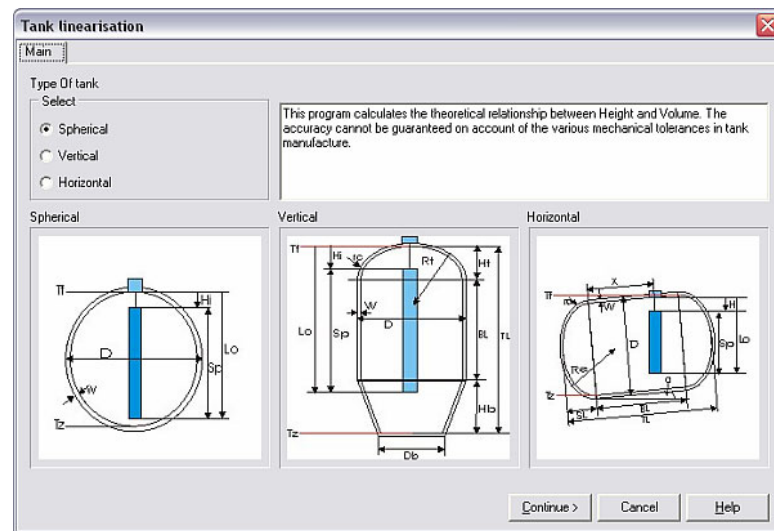 Tank linearisation
Main
Type Of tank
Select
Spherical
Vertical
Horizontal
This program calculates the theoretical relationship between Height and Volume. The
accuracy cannot be guaranteed on account of the various mechanical tolerances in tank
manufacture.
Spherical
Tf
Hi
Lo
D
Sp
W
Tz
Vertical
Tf
Hi
rc
Rt
Ht
W
Lo
Sp
D
BL
TL
Hb
Tz
Db
Horizontal
X
Tf
rc
W
H
D
Sp
Lo
Re
Tz
SL
BL
TL
Continue >
Cancel
Help